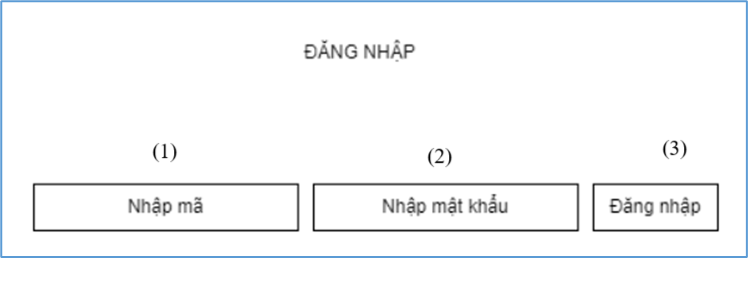 ĐĂNG NHẬP
(1) (2) (3)
Nhập mã Nhập mật khẩu Đăng nhập